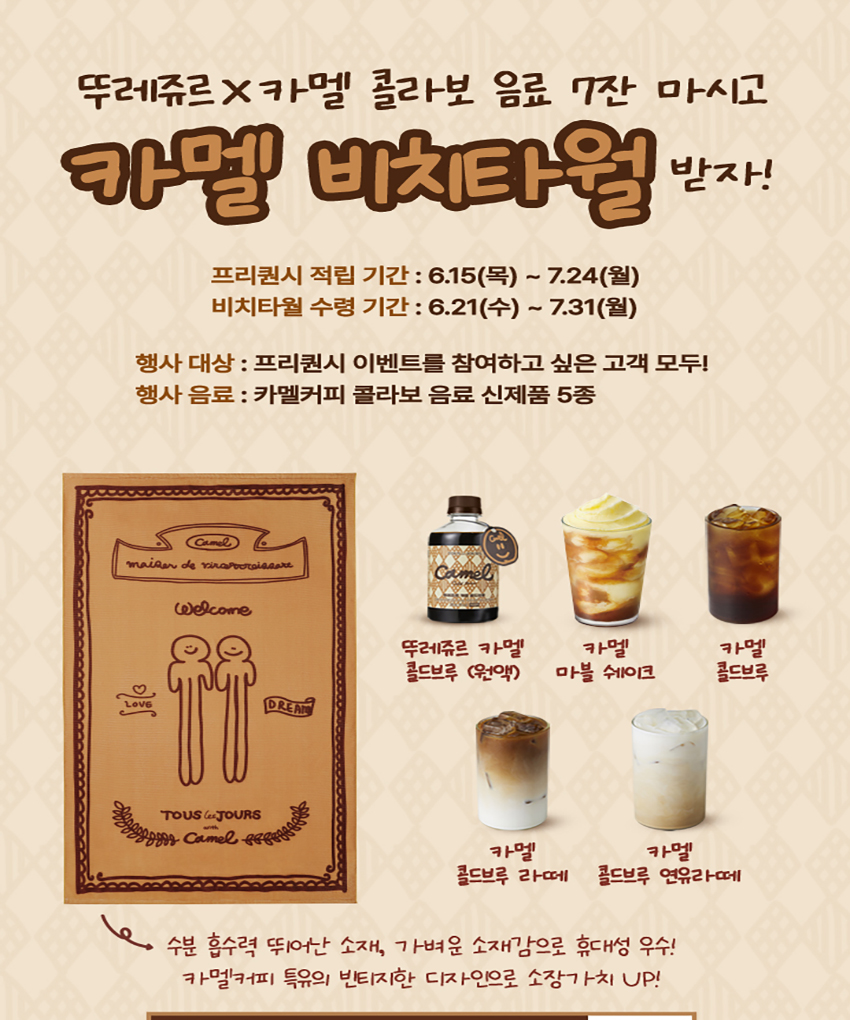 뚜레쥬르X카멜 콜라보 음료 7잔 마시고
카멜 비치타월 받자!
프리퀀시 적립 기간 : 6.15(목) ~ 7.24(월)
비치타월 수령 기간 : 6.21(수) ~ 7.31(월)
행사 대상 : 프리퀀시 이벤트를 참여하고 싶은 고객 모두!
행사 음료 : 카멜커피 콜라보 음료 신제품 5종
Camel
maison de
Welcome
LOVE
DREAM
TOUS les JOURS
with
Camel
Camel
Camel
뚜레쥬르 카멜
콜드브루 (원액)
카멜
마블 쉐이크
카멜
콜드브루
카멜
콜드브루 라떼
카멜
콜드브루 연유라떼
수분 흡수력 뛰어난 소재, 가벼운 소재감으로 휴대성 우수!
카멜커피 특유의 빈티지한 디자인으로 소장가치 UP!